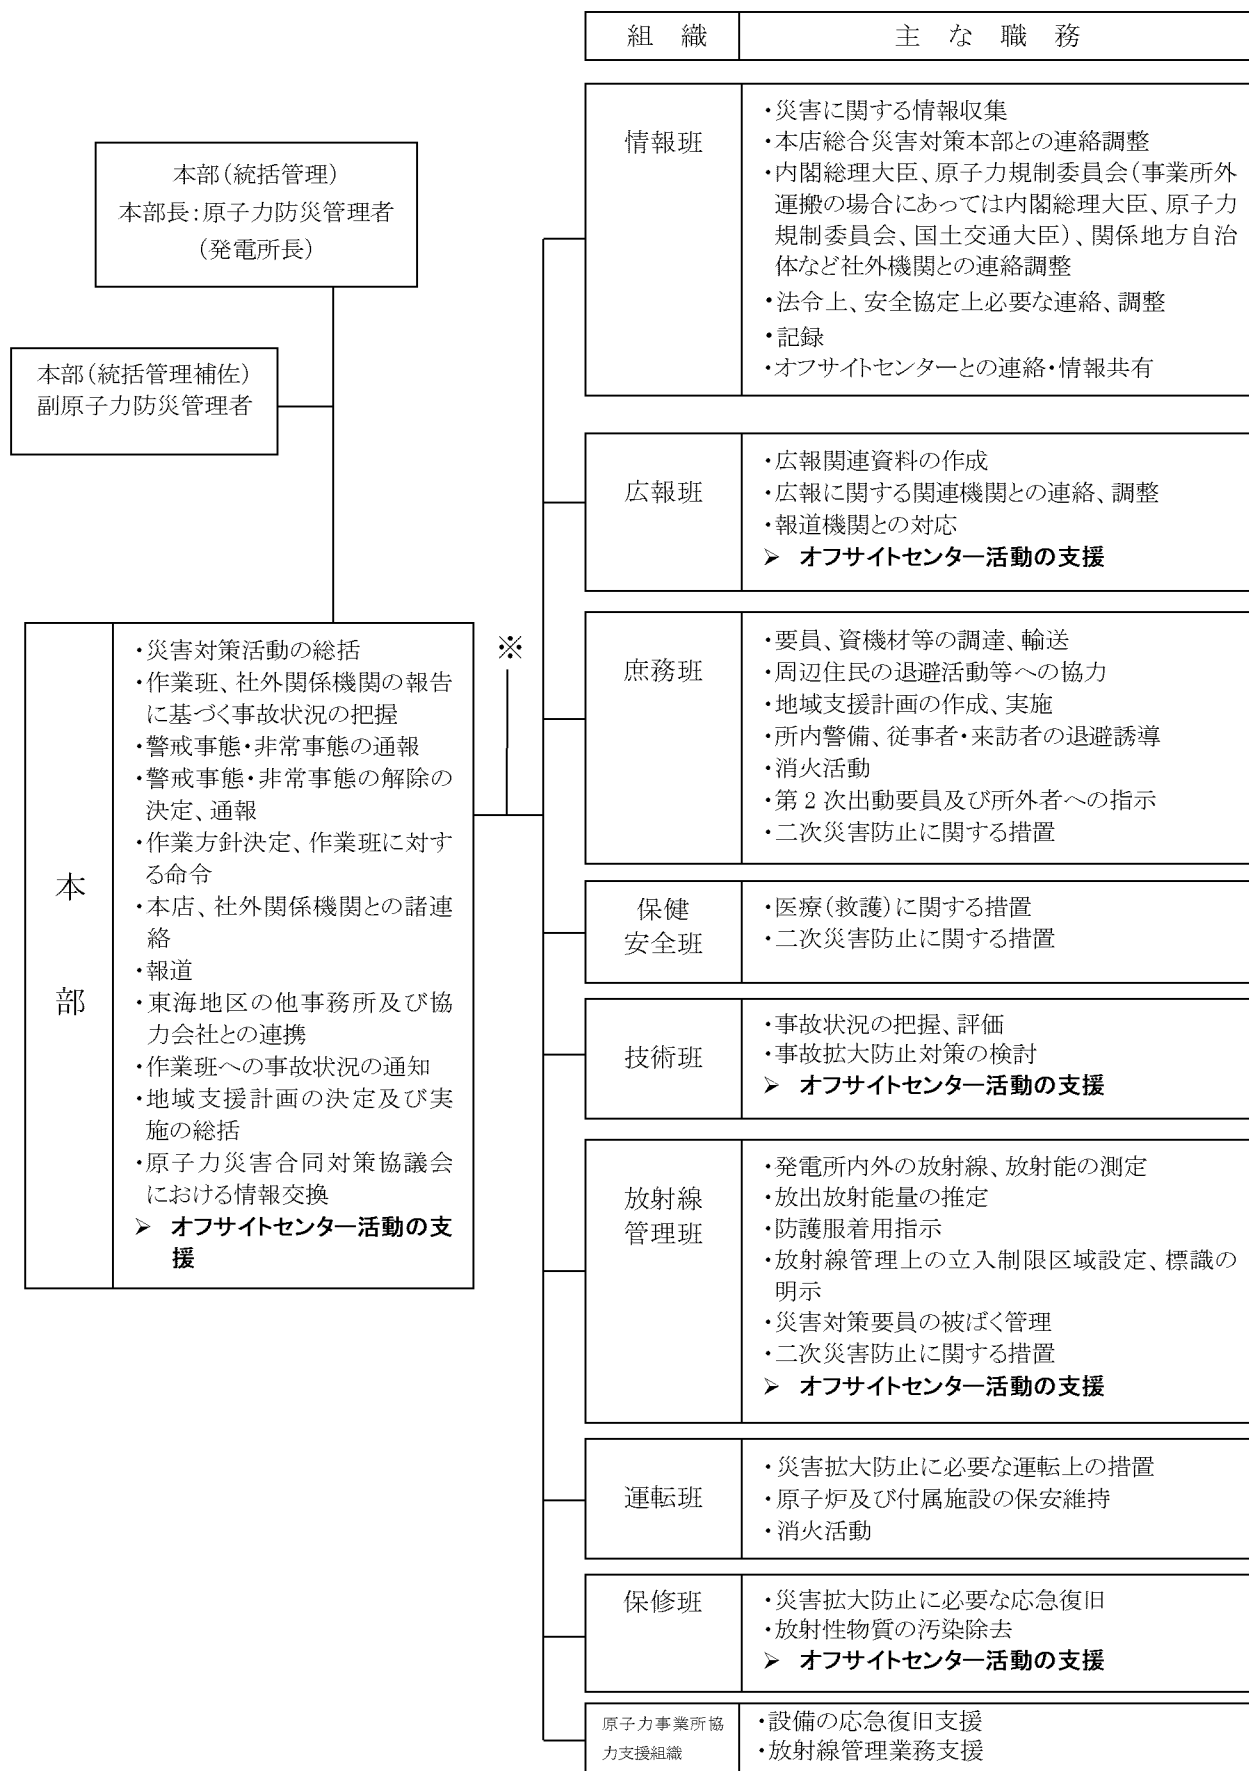 組 織 主 な 職 務
本部(統括管理)
本部長:原子力防災管理者
(発電所長)
本部(統括管理補佐)
副原子力防災管理者
本部
・災害対策活動の総括
・作業班、社外関係機関の報告
に基づく事故状況の把握
・警戒事態・非常事態の通報
・警戒事態・非常事態の解除の
決定、通報
・作業方針決定、作業班に対す
る命令
・本店、社外関係機関との諸連
絡
・報道
・東海地区の他事務所及び協
力会社との連携
・作業班への事故状況の通知
・地域支援計画の決定及び実
施の総括
・原子力災害合同対策協議会
における情報交換
➢ オフサイトセンター活動の支
援
※
情報班
・災害に関する情報収集
・本店総合災害対策本部との連絡調整
・内閣総理大臣、原子力規制委員会(事業所外
運搬の場合にあっては内閣総理大臣、原子力
規制委員会、国土交通大臣)、関係地方自治
体など社外機関との連絡調整
・法令上、安全協定上必要な連絡、調整
・記録
・オフサイトセンターとの連絡・情報共有
広報班
・広報関連資料の作成
・広報に関する関連機関との連絡、調整
・報道機関との対応
➢ オフサイトセンター活動の支援
庶務班
・要員、資機材等の調達、輸送
・周辺住民の退避活動等への協力
・地域支援計画の作成、実施
・所内警備、従事者・来訪者の退避誘導
・消火活動
・第2次出動要員及び所外者への指示
・二次災害防止に関する措置
保健
安全班
・医療(救護)に関する措置
・二次災害防止に関する措置
技術班
・事故状況の把握、評価
・事故拡大防止対策の検討
➢ オフサイトセンター活動の支援
放射線
管理班
・発電所内外の放射線、放射能の測定
・放出放射能量の推定
・防護服着用指示
・放射線管理上の立入制限区域設定、標識の
明示
・災害対策要員の被ばく管理
・二次災害防止に関する措置
➢ オフサイトセンター活動の支援
運転班
・災害拡大防止に必要な運転上の措置
・原子炉及び付属施設の保安維持
・消火活動
保修班
・災害拡大防止に必要な応急復旧
・放射性物質の汚染除去
➢ オフサイトセンター活動の支援
原子力事業所協
力支援組織
・設備の応急復旧支援
・放射線管理業務支援